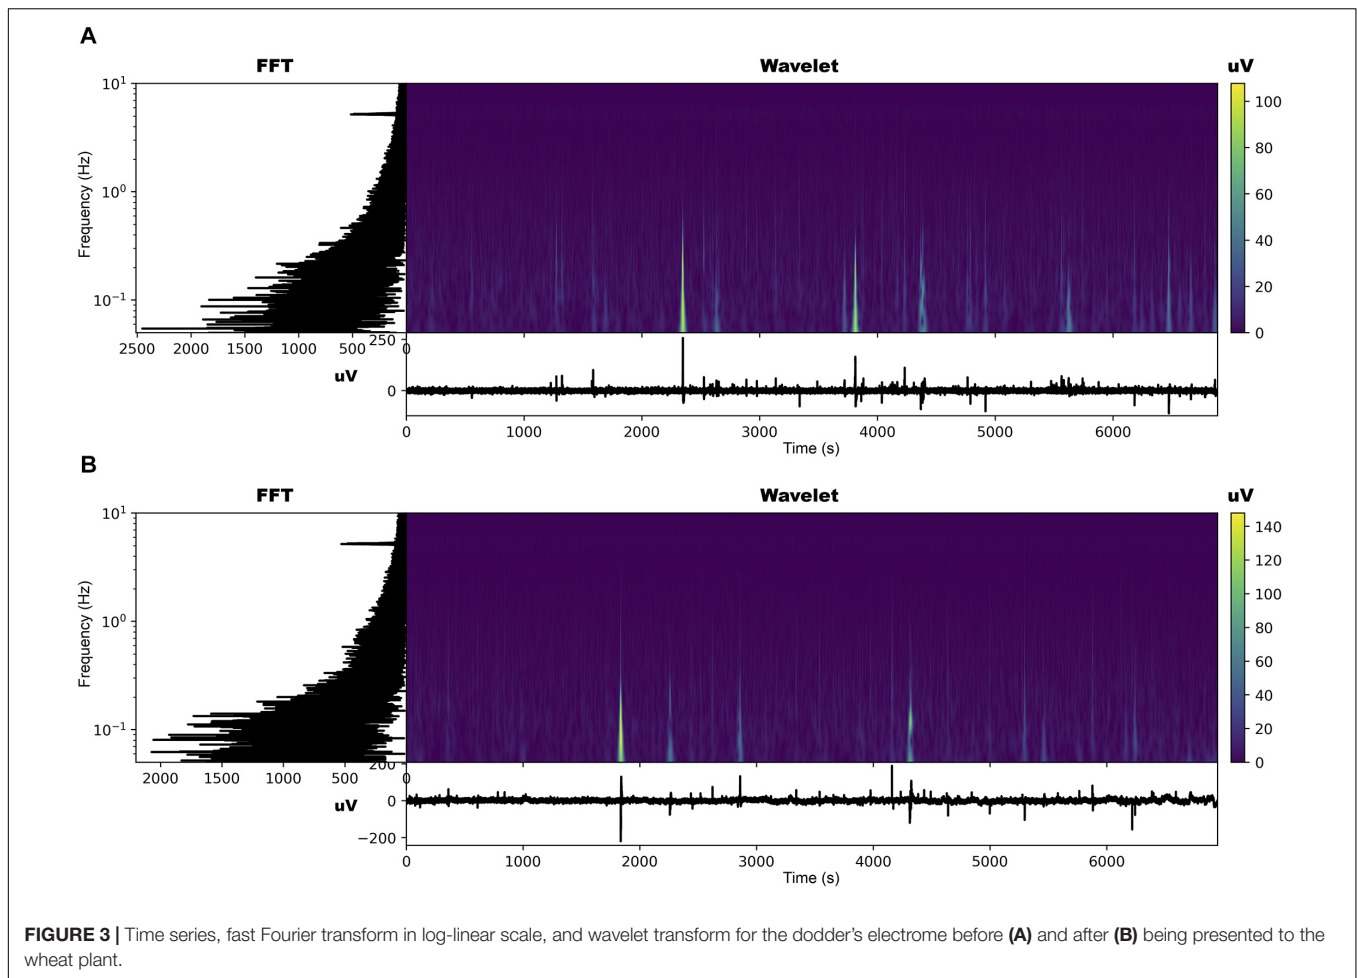 A
FFT
Wavelet
uV
10¹
10⁰
10⁻¹
Frequency (Hz)
2500 2000 1500 1000 500 0
100
80
60
40
20
0
uV
250
0
0 1000 2000 3000 4000 5000 6000
Time (s)
B
FFT
Wavelet
uV
10¹
10⁰
10⁻¹
Frequency (Hz)
2000 1500 1000 500 0
140
120
100
80
60
40
20
0
uV
200
0
−200
0 1000 2000 3000 4000 5000 6000
Time (s)
FIGURE 3 | Time series, fast Fourier transform in log-linear scale, and wavelet transform for the dodder's electrome before (A) and after (B) being presented to the
wheat plant.